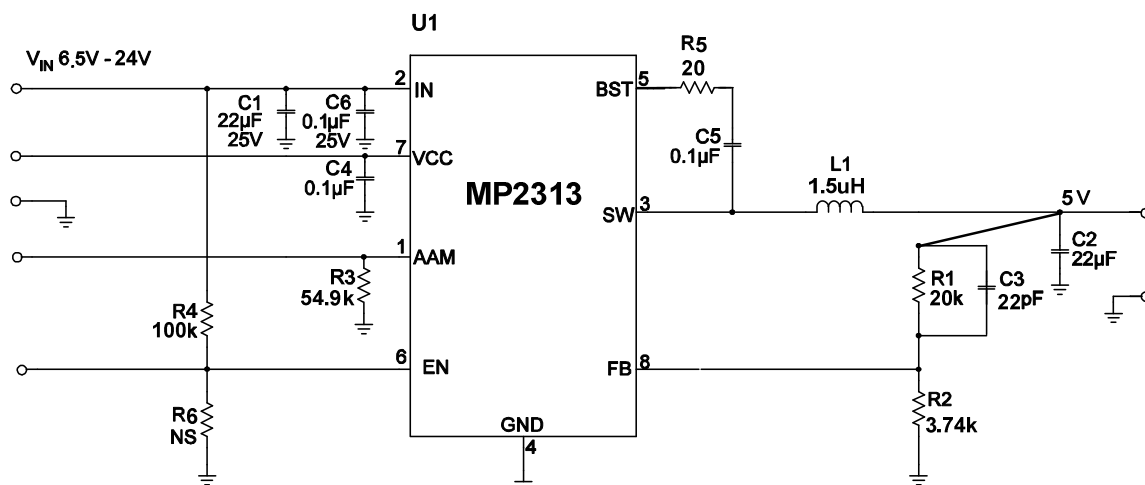 U1
V_IN 6.5V - 24V
R5
20
2
IN
BST
5
C1
22µF
25V
C6
0.1µF
25V
7
VCC
C4
0.1µF
C5
0.1µF
MP2313
L1
1.5uH
SW
3
5 V
1
AAM
R3
54.9k
C2
22µF
R1
20k
C3
22pF
R4
100k
6
EN
FB
8
R6
NS
R2
3.74k
GND
4